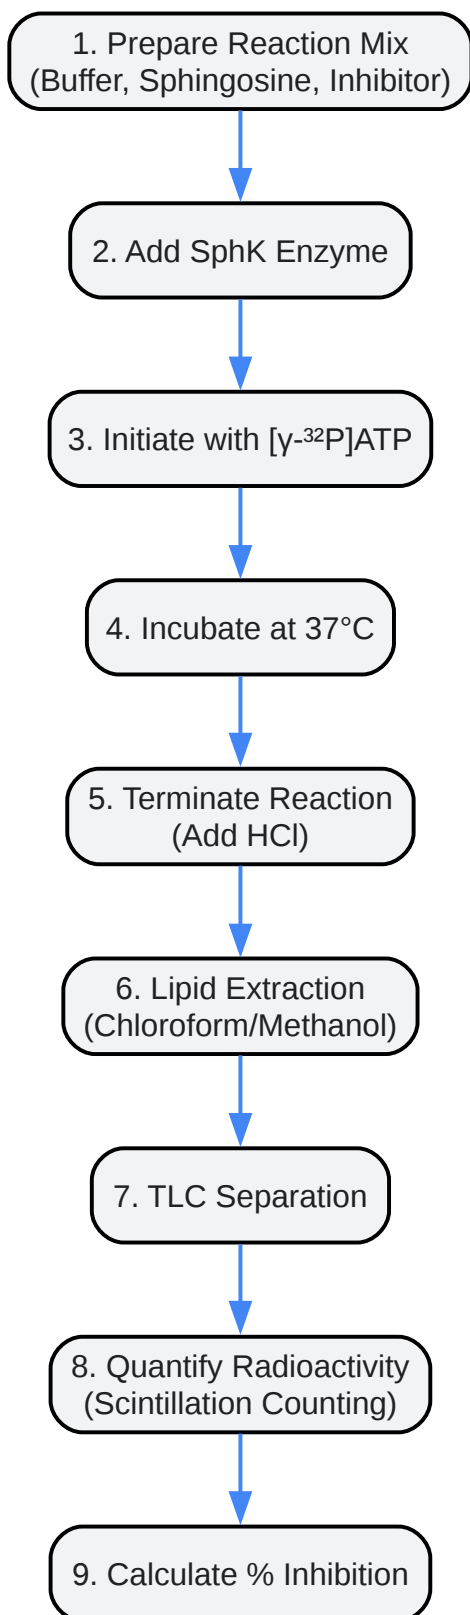 1. Prepare Reaction Mix
(Buffer, Sphingosine, Inhibitor)
2. Add SphK Enzyme
3. Initiate with [γ-³²P]ATP
4. Incubate at 37°C
5. Terminate Reaction
(Add HCl)
6. Lipid Extraction
(Chloroform/Methanol)
7. TLC Separation
8. Quantify Radioactivity
(Scintillation Counting)
9. Calculate % Inhibition